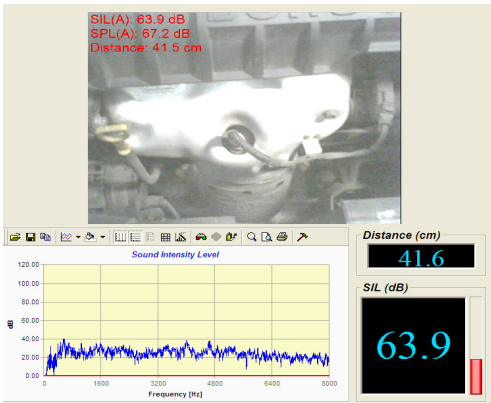 SIL(A): 63.9 dB
SPL(A): 67.2 dB
Distance: 41.5 cm
Sound Intensity Level
120.00
100.00
80.00
60.00
40.00
20.00
0.00
dB
0 1600 3200 4800 6400 8000
Frequency [Hz]
Distance (cm)
41.6
SIL (dB)
63.9